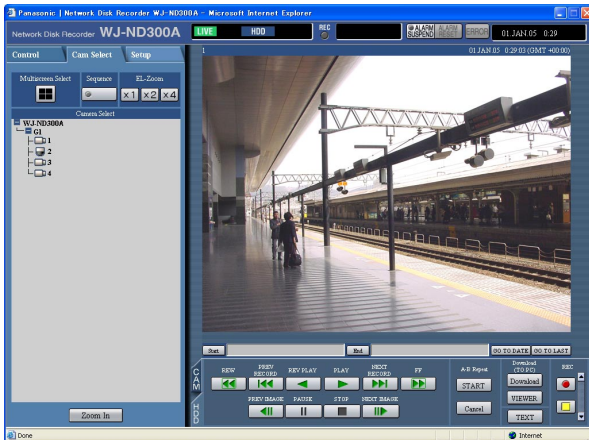 Panasonic | Network Disk Recorder WJ-ND300A - Microsoft Internet Explorer
Network Disk Recorder WJ-ND300A
LIVE HDD REC ALARM SUSPEND ALARM RESET ERROR 01.JAN.05 0:29
Control Cam Select Setup
1 01.JAN.05 0:29:03 (GMT +00:00)
Multiscreen Select Sequence EL-Zoom
x1 x2 x4
Camera Select
WJ-ND300A
G1
1
2
3
4
Zoom In
Start End GO TO DATE GO TO LAST
CAM
HDD
REW PREV RECORD REV PLAY PLAY NEXT RECORD FF
PREV IMAGE PAUSE STOP NEXT IMAGE
A-B Repeat
START
Cancel
Download (TO PC)
Download
VIEWER
TEXT
REC
Done Internet